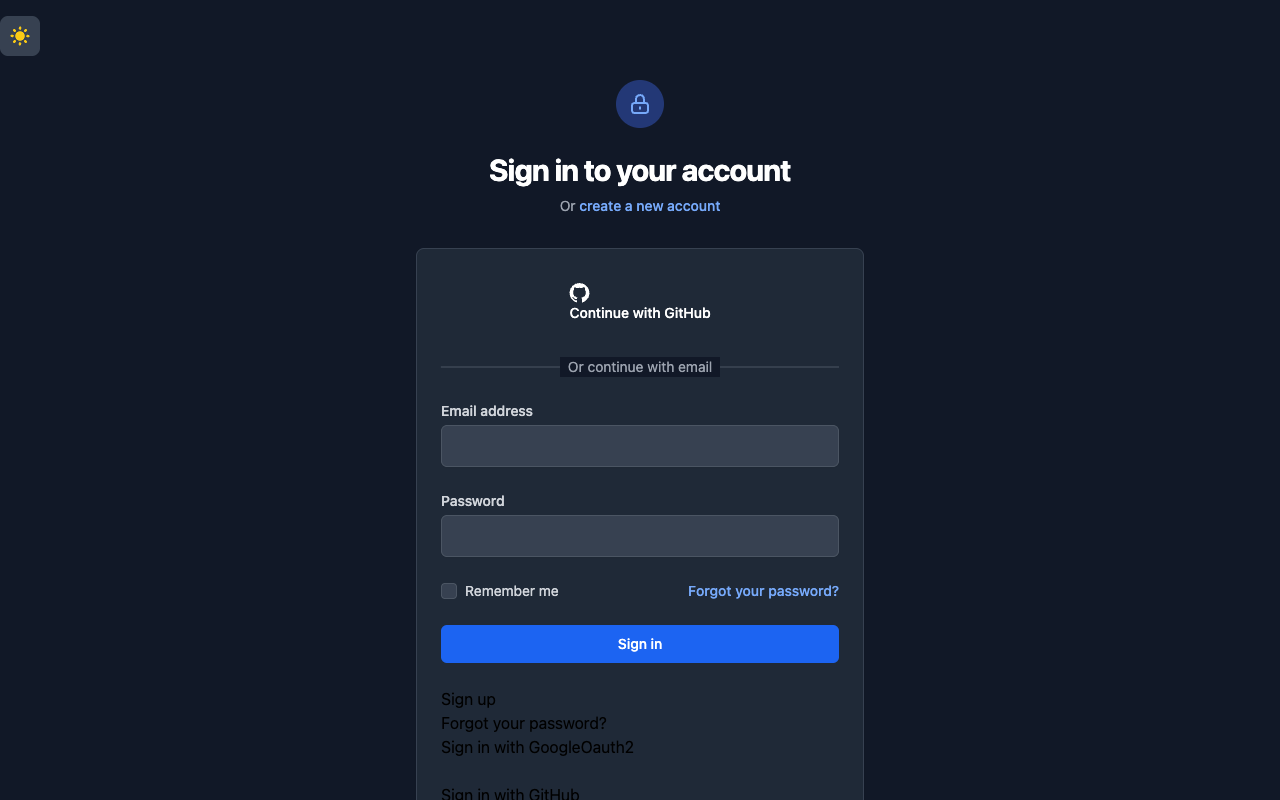 Sign in to your account
Or create a new account
Continue with GitHub
Or continue with email
Email address
Password
Remember me
Forgot your password?
Sign in
Sign up
Forgot your password?
Sign in with GoogleOauth2
Sign in with GitHub